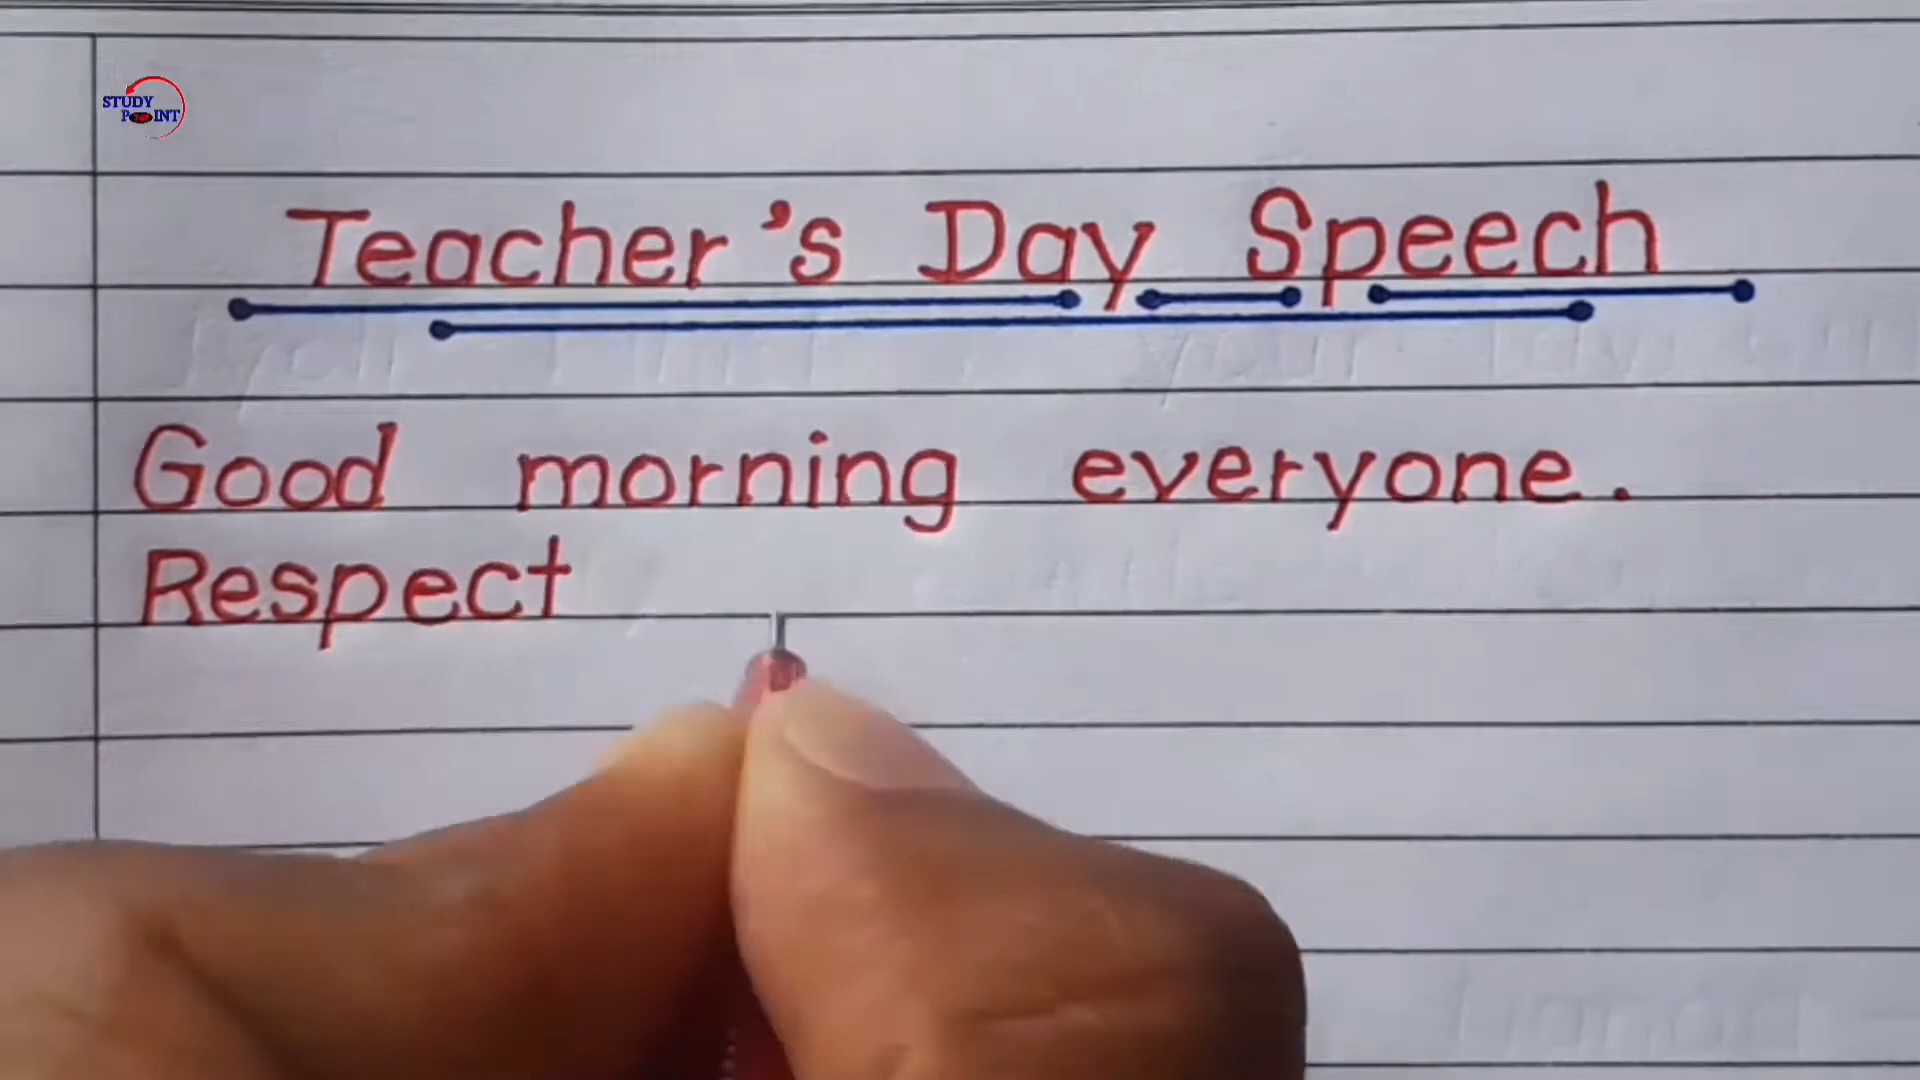 STUDY
POINT
Teacher's Day Speech
Good morning everyone.
Respect